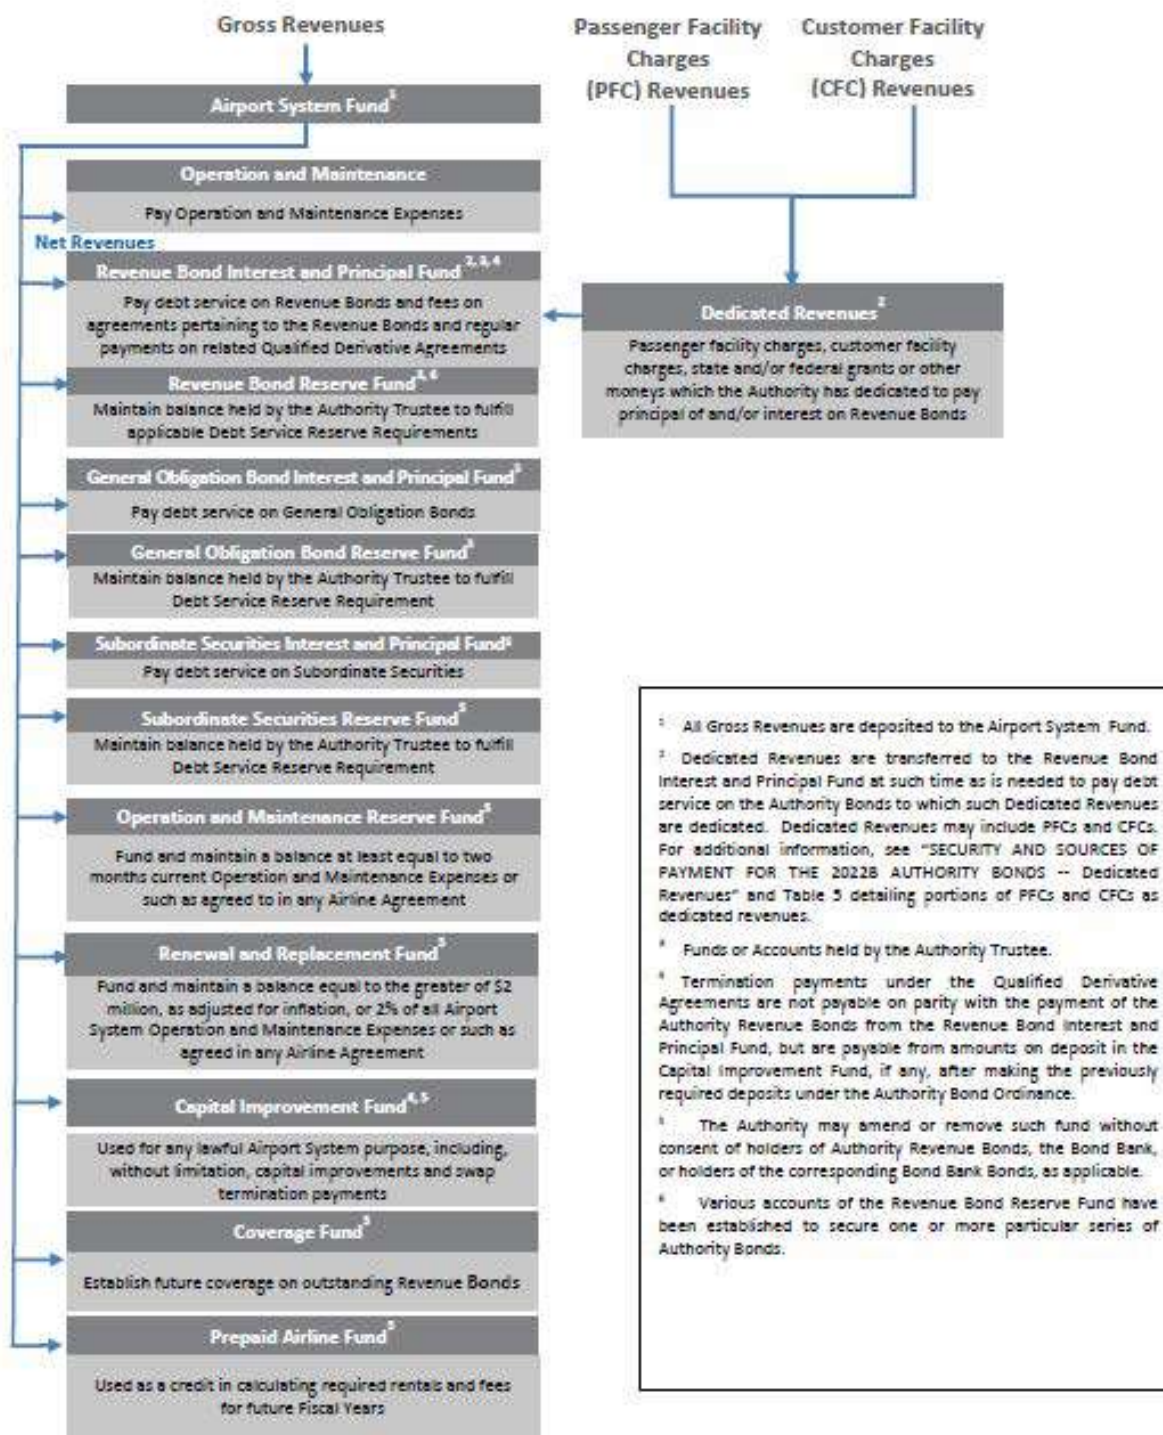 Gross Revenues
Passenger Facility
Charges
(PFC) Revenues
Customer Facility
Charges
(CFC) Revenues
Airport System Fund¹
Operation and Maintenance
Pay Operation and Maintenance Expenses
Net Revenues
Revenue Bond Interest and Principal Fund ²,³,⁴
Pay debt service on Revenue Bonds and fees on
agreements pertaining to the Revenue Bonds and regular
payments on related Qualified Derivative Agreements
Dedicated Revenues²
Passenger facility charges, customer facility
charges, state and/or federal grants or other
moneys which the Authority has dedicated to pay
principal of and/or interest on Revenue Bonds
Revenue Bond Reserve Fund³,⁶
Maintain balance held by the Authority Trustee to fulfill
applicable Debt Service Reserve Requirements
General Obligation Bond Interest and Principal Fund³
Pay debt service on General Obligation Bonds
General Obligation Bond Reserve Fund³
Maintain balance held by the Authority Trustee to fulfill
Debt Service Reserve Requirement
Subordinate Securities Interest and Principal Fund
Pay debt service on Subordinate Securities
Subordinate Securities Reserve Fund⁵
Maintain balance held by the Authority Trustee to fulfill
Debt Service Reserve Requirement
Operation and Maintenance Reserve Fund⁵
Fund and maintain a balance at least equal to two
months current Operation and Maintenance Expenses or
such as agreed to in any Airline Agreement
Renewal and Replacement Fund⁵
Fund and maintain a balance equal to the greater of $2
million, as adjusted for inflation, or 2% of all Airport
System Operation and Maintenance Expenses or such as
agreed in any Airline Agreement
Capital Improvement Fund⁴,⁵
Used for any lawful Airport System purpose, including,
without limitation, capital improvements and swap
termination payments
Coverage Fund⁵
Establish future coverage on outstanding Revenue Bonds
Prepaid Airline Fund⁵
Used as a credit in calculating required rentals and fees
for future Fiscal Years
¹ All Gross Revenues are deposited to the Airport System Fund.
² Dedicated Revenues are transferred to the Revenue Bond
Interest and Principal Fund at such time as is needed to pay debt
service on the Authority Bonds to which such Dedicated Revenues
are dedicated. Dedicated Revenues may include PFCs and CFCs.
For additional information, see "SECURITY AND SOURCES OF
PAYMENT FOR THE 2022B AUTHORITY BONDS -- Dedicated
Revenues" and Table 5 detailing portions of PFCs and CFCs as
dedicated revenues.
³ Funds or Accounts held by the Authority Trustee.
⁴ Termination payments under the Qualified Derivative
Agreements are not payable on parity with the payment of the
Authority Revenue Bonds from the Revenue Bond Interest and
Principal Fund, but are payable from amounts on deposit in the
Capital Improvement Fund, if any, after making the previously
required deposits under the Authority Bond Ordinance.
⁵ The Authority may amend or remove such fund without
consent of holders of Authority Revenue Bonds, the Bond Bank,
or holders of the corresponding Bond Bank Bonds, as applicable.
⁶ Various accounts of the Revenue Bond Reserve Fund have
been established to secure one or more particular series of
Authority Bonds.